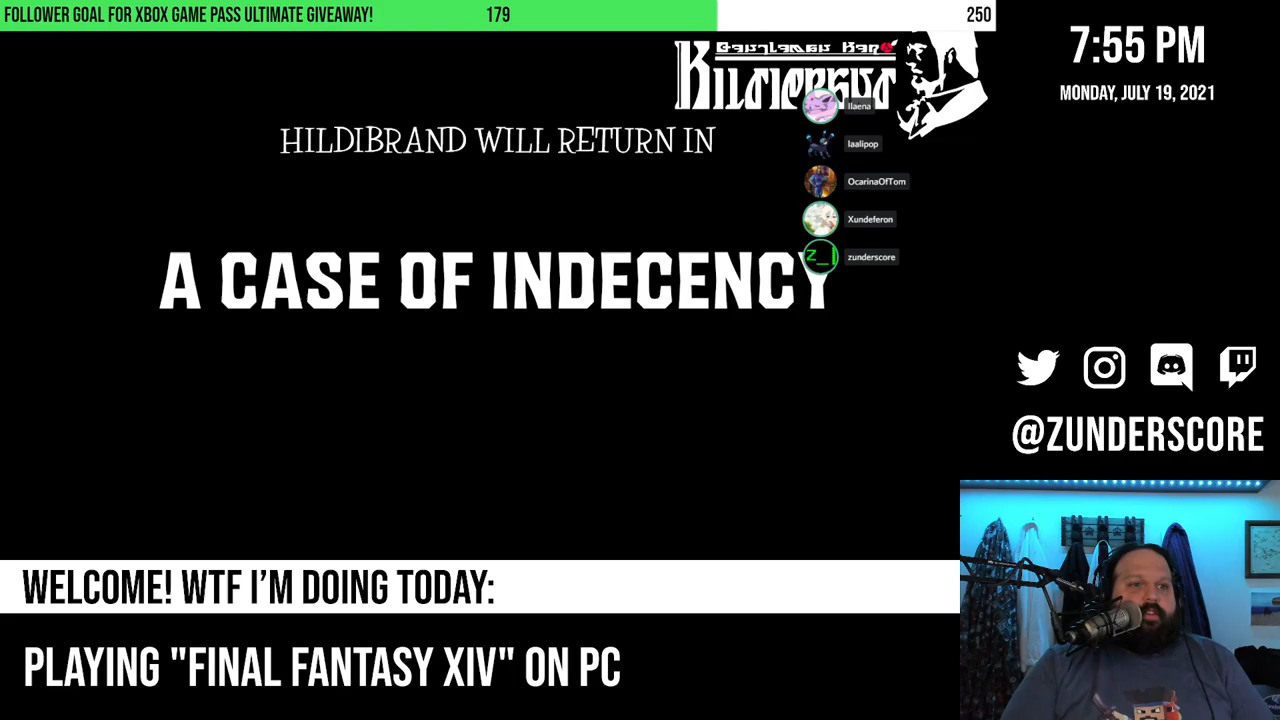 FOLLOWER GOAL FOR XBOX GAME PASS ULTIMATE GIVEAWAY!
179
250
7:55 PM
MONDAY, JULY 19, 2021
HILDIBRAND WILL RETURN IN
A CASE OF INDECENCY
Ilaena
laalipop
OcarinaOfTom
Xundeferon
z_
zunderscore
@ZUNDERSCORE
WELCOME! WTF I'M DOING TODAY:
PLAYING "FINAL FANTASY XIV" ON PC